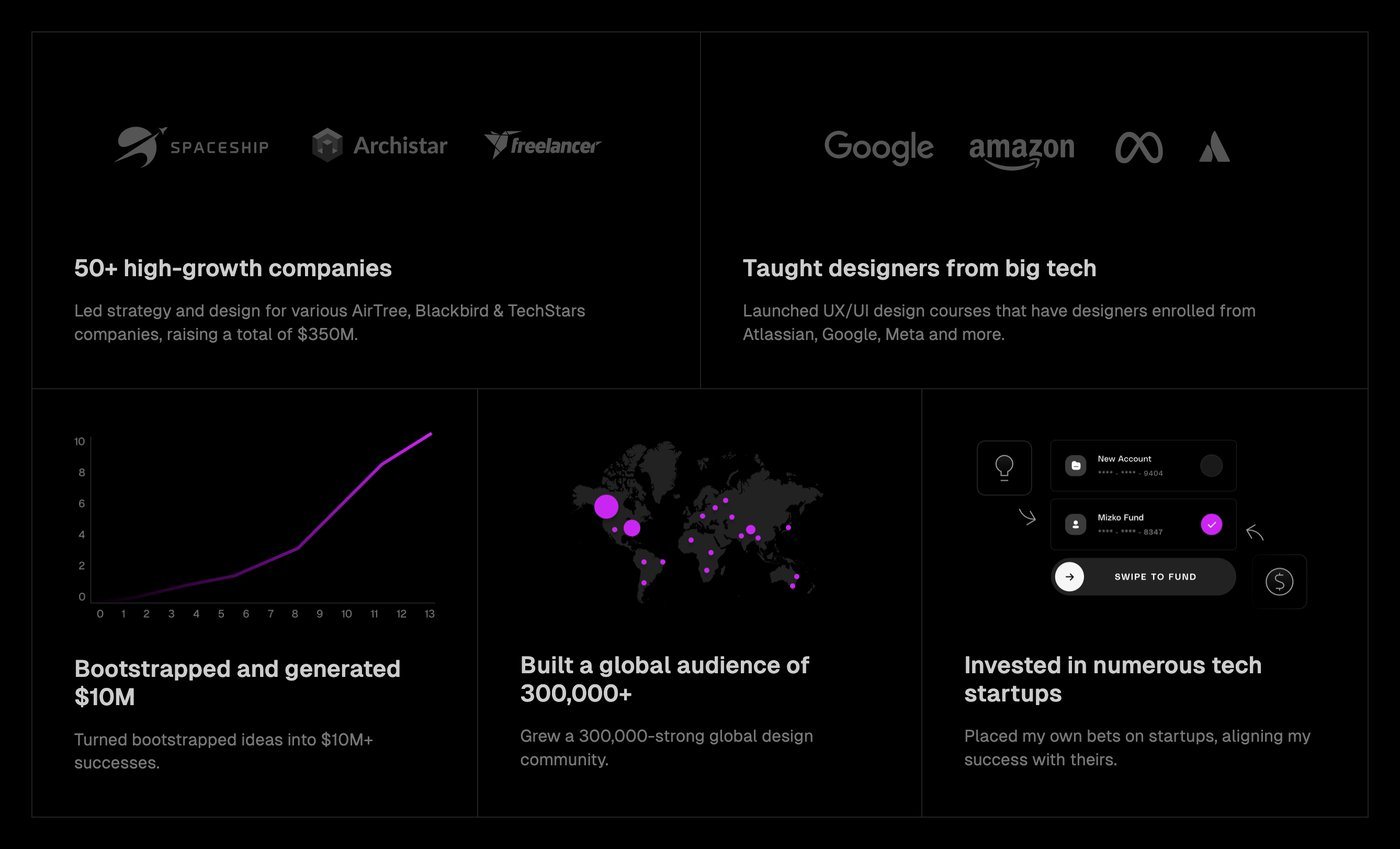 SPACESHIP Archistar freelancer
Google amazon
50+ high-growth companies
Led strategy and design for various AirTree, Blackbird & TechStars
companies, raising a total of $350M.
Taught designers from big tech
Launched UX/UI design courses that have designers enrolled from
Atlassian, Google, Meta and more.
10
8
6
4
2
0
0 1 2 3 4 5 6 7 8 9 10 11 12 13
Bootstrapped and generated
$10M
Turned bootstrapped ideas into $10M+
successes.
Built a global audience of
300,000+
Grew a 300,000-strong global design
community.
New Account
**** - **** - 9404
Mizko Fund
**** - **** - 8347
SWIPE TO FUND
Invested in numerous tech
startups
Placed my own bets on startups, aligning my
success with theirs.